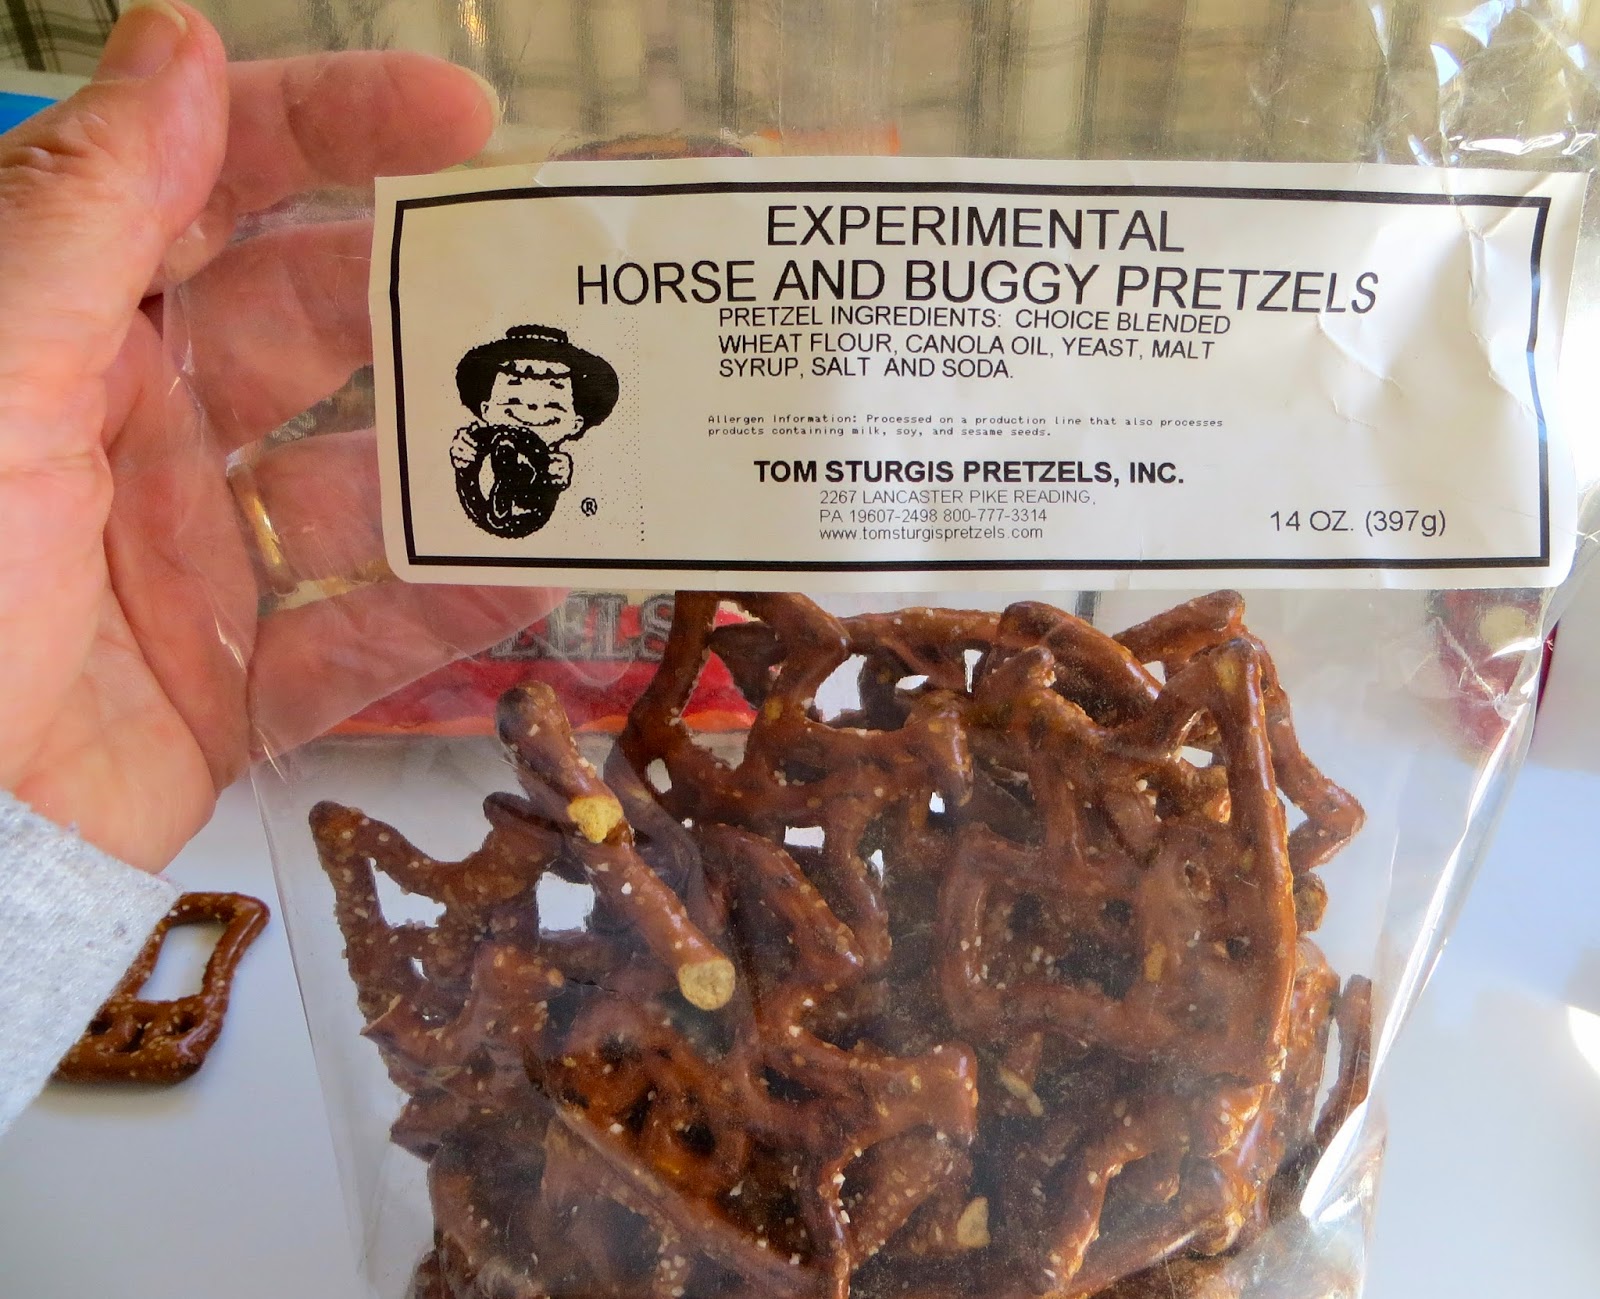 EXPERIMENTAL
HORSE AND BUGGY PRETZELS
PRETZEL INGREDIENTS: CHOICE BLENDED
WHEAT FLOUR, CANOLA OIL, YEAST, MALT
SYRUP, SALT AND SODA.
Allergen Information: Processed on a production line that also processes
products containing milk, soy, and sesame seeds.
®
TOM STURGIS PRETZELS, INC.
2267 LANCASTER PIKE READING,
PA 19607-2498 800-777-3314
www.tomsturgispretzels.com
14 OZ. (397g)